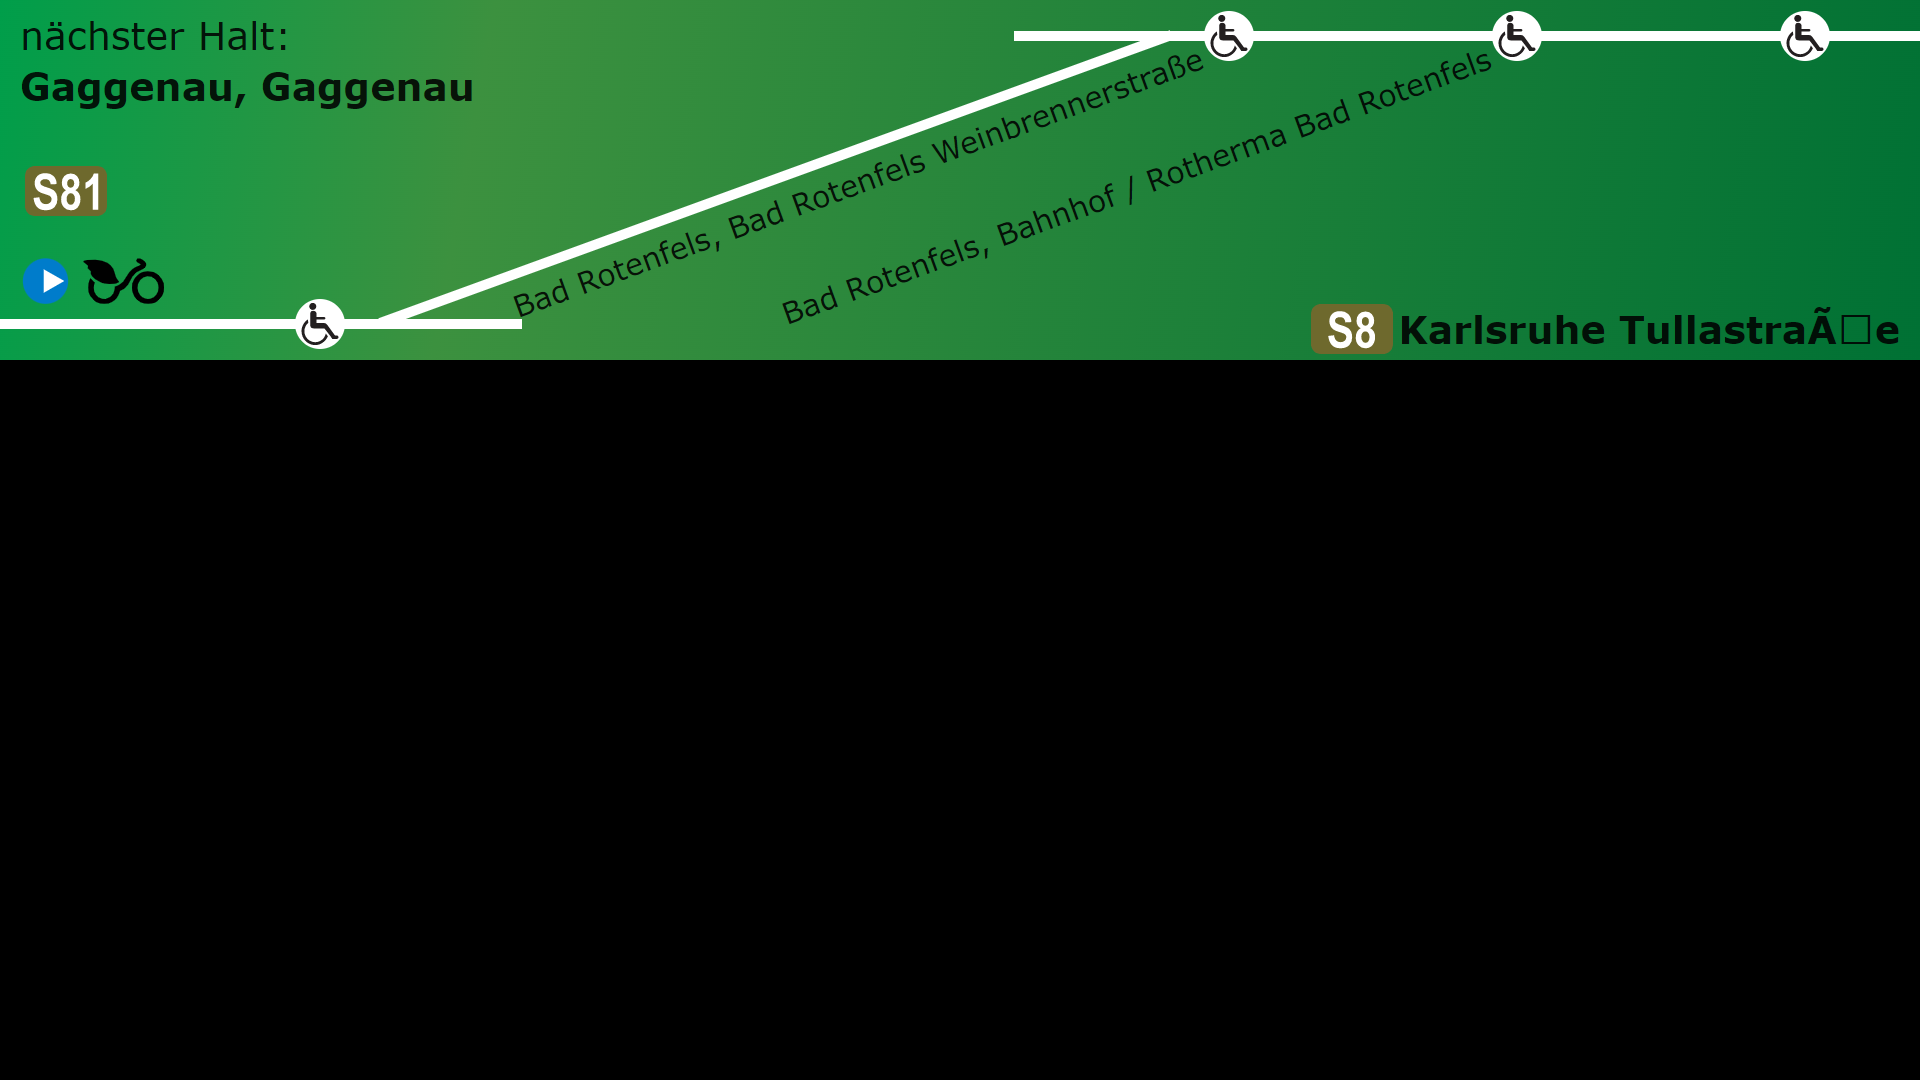 nächster Halt:
Gaggenau, Gaggenau
S81
Bad Rotenfels, Bad Rotenfels Weinbrennerstraße
Bad Rotenfels, Bahnhof / Rotherma Bad Rotenfels
S8 Karlsruhe TullastraÃ□e